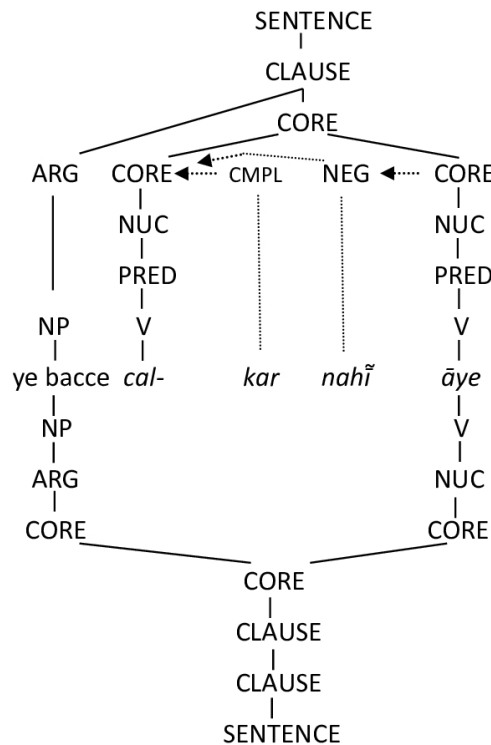 SENTENCE
CLAUSE
CORE
ARG CORE CMPL NEG CORE
NUC NUC
PRED PRED
NP V V
ye bacce cal- kar nahī̃ āye
NP V
ARG NUC
CORE CORE
CORE
CLAUSE
CLAUSE
SENTENCE